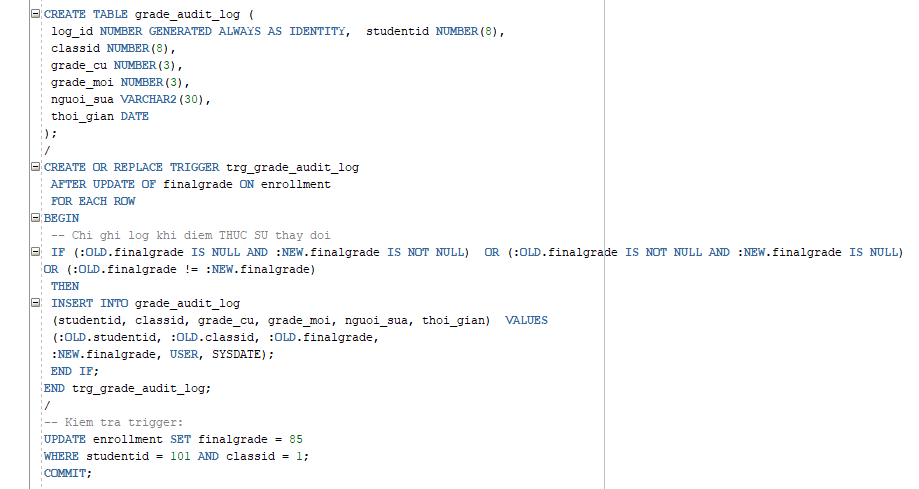 CREATE TABLE grade_audit_log (
log_id NUMBER GENERATED ALWAYS AS IDENTITY,  studentid NUMBER(8),
classid NUMBER(8),
grade_cu NUMBER(3),
grade_moi NUMBER(3),
nguoi_sua VARCHAR2(30),
thoi_gian DATE
);
/
CREATE OR REPLACE TRIGGER trg_grade_audit_log
AFTER UPDATE OF finalgrade ON enrollment
FOR EACH ROW
BEGIN
-- Chi ghi log khi diem THUC SU thay doi
IF (:OLD.finalgrade IS NULL AND :NEW.finalgrade IS NOT NULL)  OR (:OLD.finalgrade IS NOT NULL AND :NEW.finalgrade IS NULL)
OR (:OLD.finalgrade != :NEW.finalgrade)
THEN
INSERT INTO grade_audit_log
(studentid, classid, grade_cu, grade_moi, nguoi_sua, thoi_gian)  VALUES
(:OLD.studentid, :OLD.classid, :OLD.finalgrade,
:NEW.finalgrade, USER, SYSDATE);
END IF;
END trg_grade_audit_log;
/
-- Kiem tra trigger:
UPDATE enrollment SET finalgrade = 85
WHERE studentid = 101 AND classid = 1;
COMMIT;